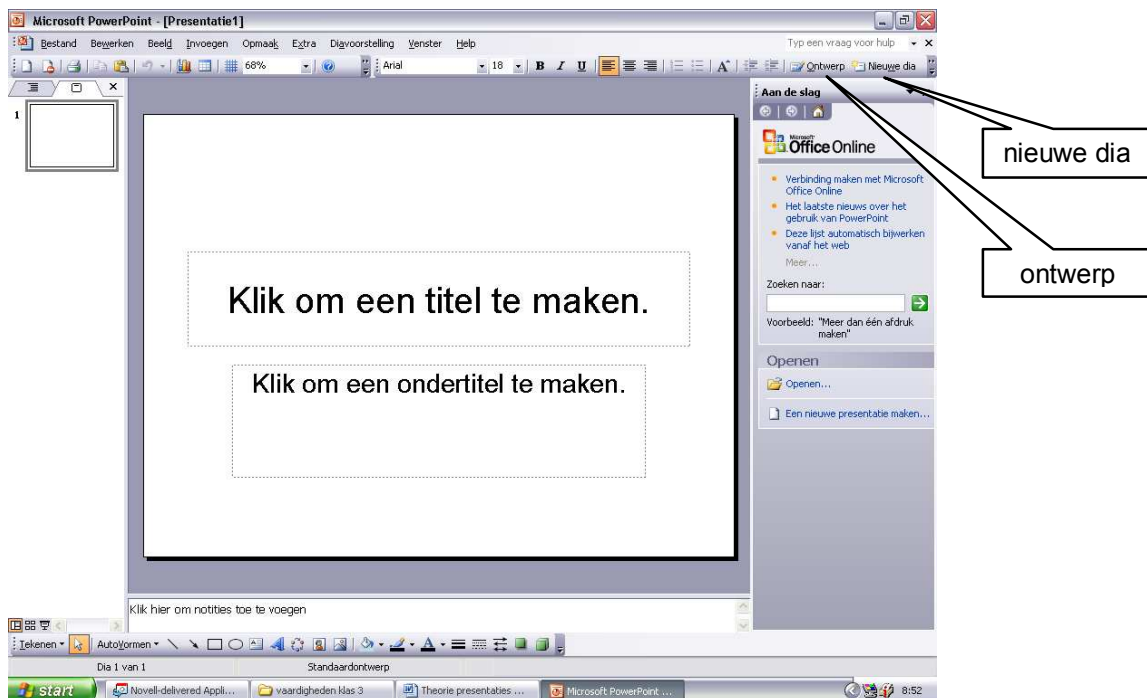 Microsoft PowerPoint - [Presentatie1]
Bestand Bewerken Beeld Invoegen Opmaak Extra Diavoorstelling Venster Help Typ een vraag voor hulp
68% Arial 18 B I U Ontwerp Nieuwe dia
Aan de slag
1
Microsoft
Office Online
nieuwe dia
Verbinding maken met Microsoft
Office Online
Het laatste nieuws over het
gebruik van PowerPoint
Deze lijst automatisch bijwerken
vanaf het web
Meer...
ontwerp
Zoeken naar:
Voorbeeld: "Meer dan één afdruk
maken"
Klik om een titel te maken.
Openen
Klik om een ondertitel te maken.
Openen...
Een nieuwe presentatie maken...
Klik hier om notities toe te voegen
Tekenen AutoVormen
Dia 1 van 1 Standaardontwerp
start Novell-delivered Appli... vaardigheden klas 3 Theorie presentaties ... Microsoft PowerPoint ... 8:52